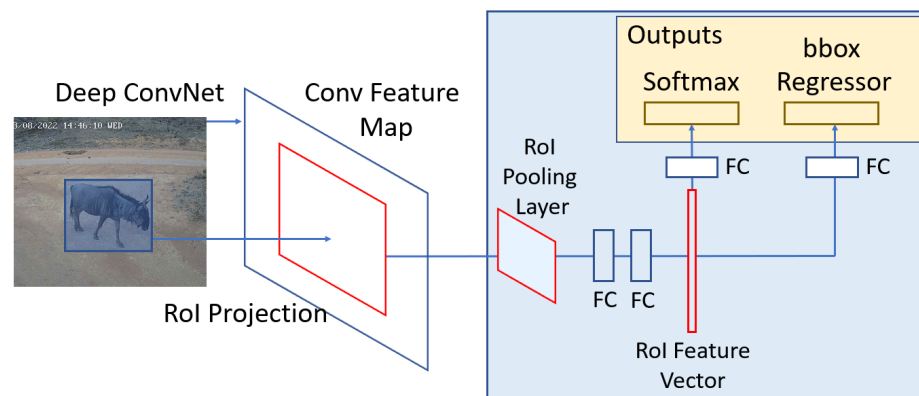 Deep ConvNet
8/08/2022 14:46:10 WED
RoI Projection
Conv Feature
Map
RoI
Pooling
Layer
FC
FC
RoI Feature
Vector
Outputs
Softmax
bbox
Regressor
FC
FC